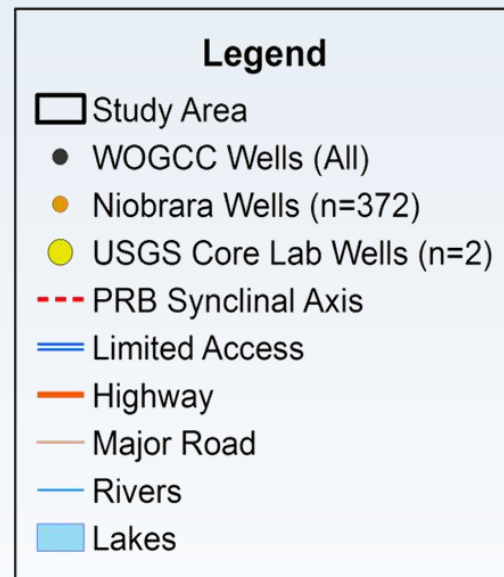 Legend
Study Area
WOGCC Wells (All)
Niobrara Wells (n=372)
USGS Core Lab Wells (n=2)
PRB Synclinal Axis
Limited Access
Highway
Major Road
Rivers
Lakes